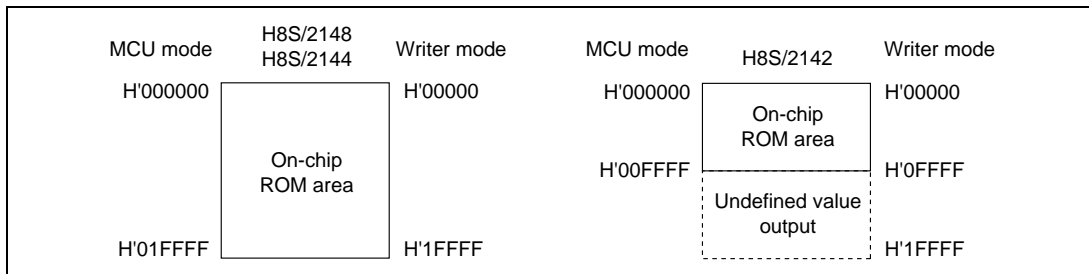 H8S/2148
H8S/2144
MCU mode
Writer mode
H'000000
H'00000
On-chip
ROM area
H'01FFFF
H'1FFFF
MCU mode
H8S/2142
Writer mode
H'000000
H'00000
On-chip
ROM area
H'00FFFF
H'0FFFF
Undefined value
output
H'1FFFF